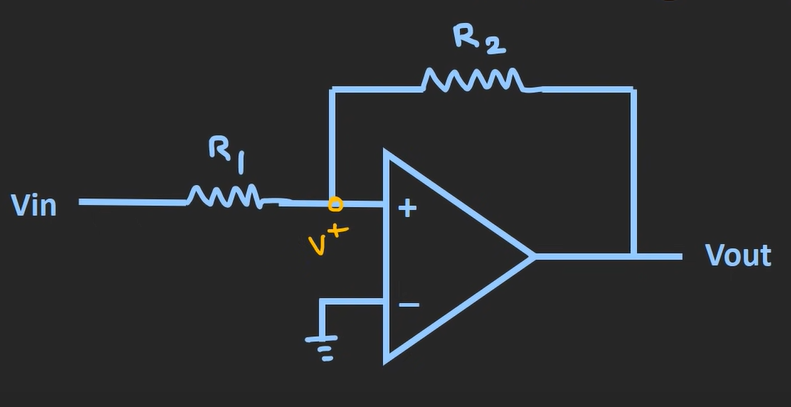 R2
R1
Vin
+
V+
Vout
−